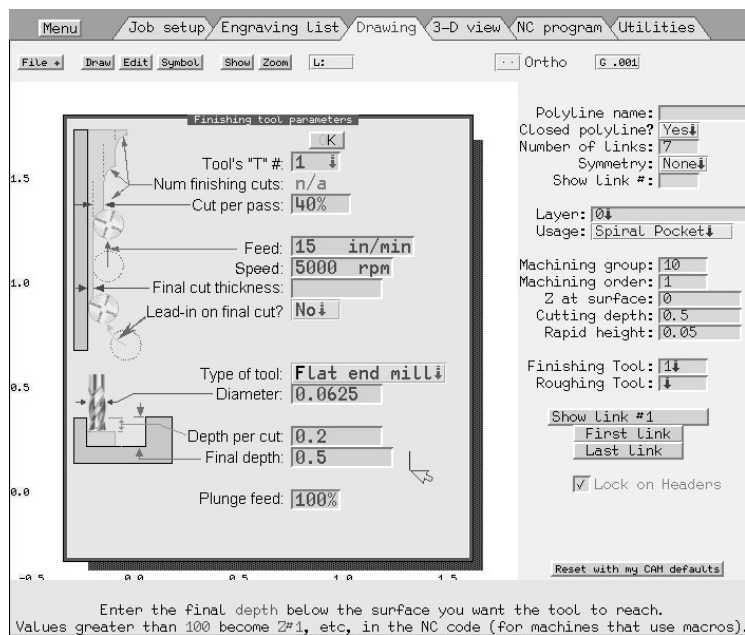 Menu Job setup Engraving list Drawing 3-D view NC program Utilities
File Draw Edit Symbol Show Zoom L: Ortho G .001
Finishing tool parameters
OK
Tool's "T" #: 1
Num finishing cuts: n/a
Cut per pass: 40%
Feed: 15 in/min
Speed: 5000 rpm
Final cut thickness:
Lead-in on final cut? No
Type of tool: Flat end mill
Diameter: 0.0625
Depth per cut: 0.2
Final depth: 0.5
Plunge feed: 100%
1.5
1.0
0.5
0.0
-0.5 0.0 0.5 1.0 1.5
Polyline name:
Closed polyline? Yes
Number of links: 7
Symmetry: None
Show link #:
Layer: 0
Usage: Spiral Pocket
Machining group: 10
Machining order: 1
Z at surface: 0
Cutting depth: 0.5
Rapid height: 0.05
Finishing Tool: 1
Roughing Tool:
Show link #1
First link
Last link
Lock on Headers
Reset with my CAM defaults
Enter the final depth below the surface you want the tool to reach.
Values greater than 100 become Z#1, etc, in the NC code (for machines that use macros).